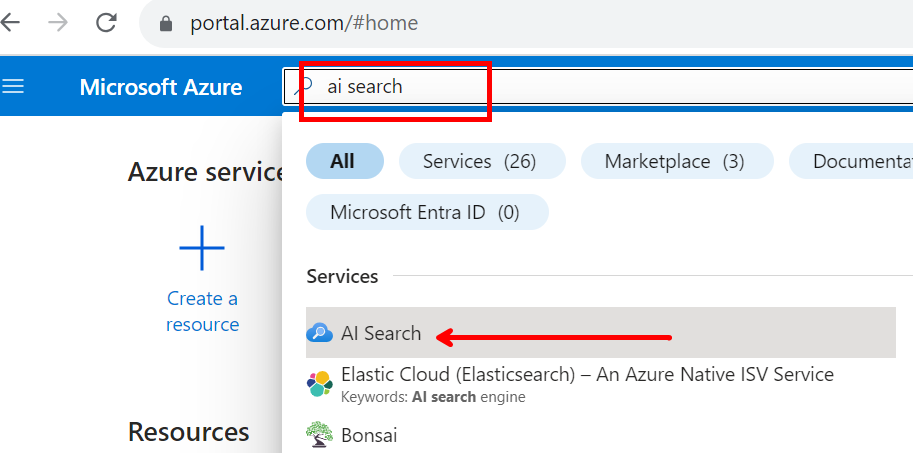 portal.azure.com/#home
Microsoft Azure
ai search
All
Services (26)
Marketplace (3)
Documenta
Microsoft Entra ID (0)
Azure service
Create a
resource
Services
AI Search
Elastic Cloud (Elasticsearch) – An Azure Native ISV Service
Keywords: AI search engine
Bonsai
Resources